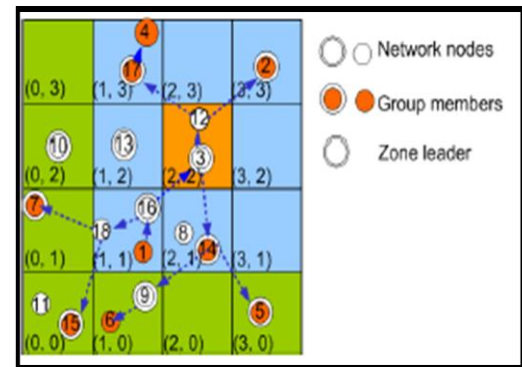 4
17
2
(0, 3) (1, 3) (2, 3) (3, 3)
12
10 13 3
(0, 2) (1, 2) (2, 2) (3, 2)
7 16
18 8
1 14
(0, 1) (1, 1) (2, 1) (3, 1)
11 9
15 6 5
(0, 0) (1, 0) (2, 0) (3, 0)
Network nodes
Group members
Zone leader